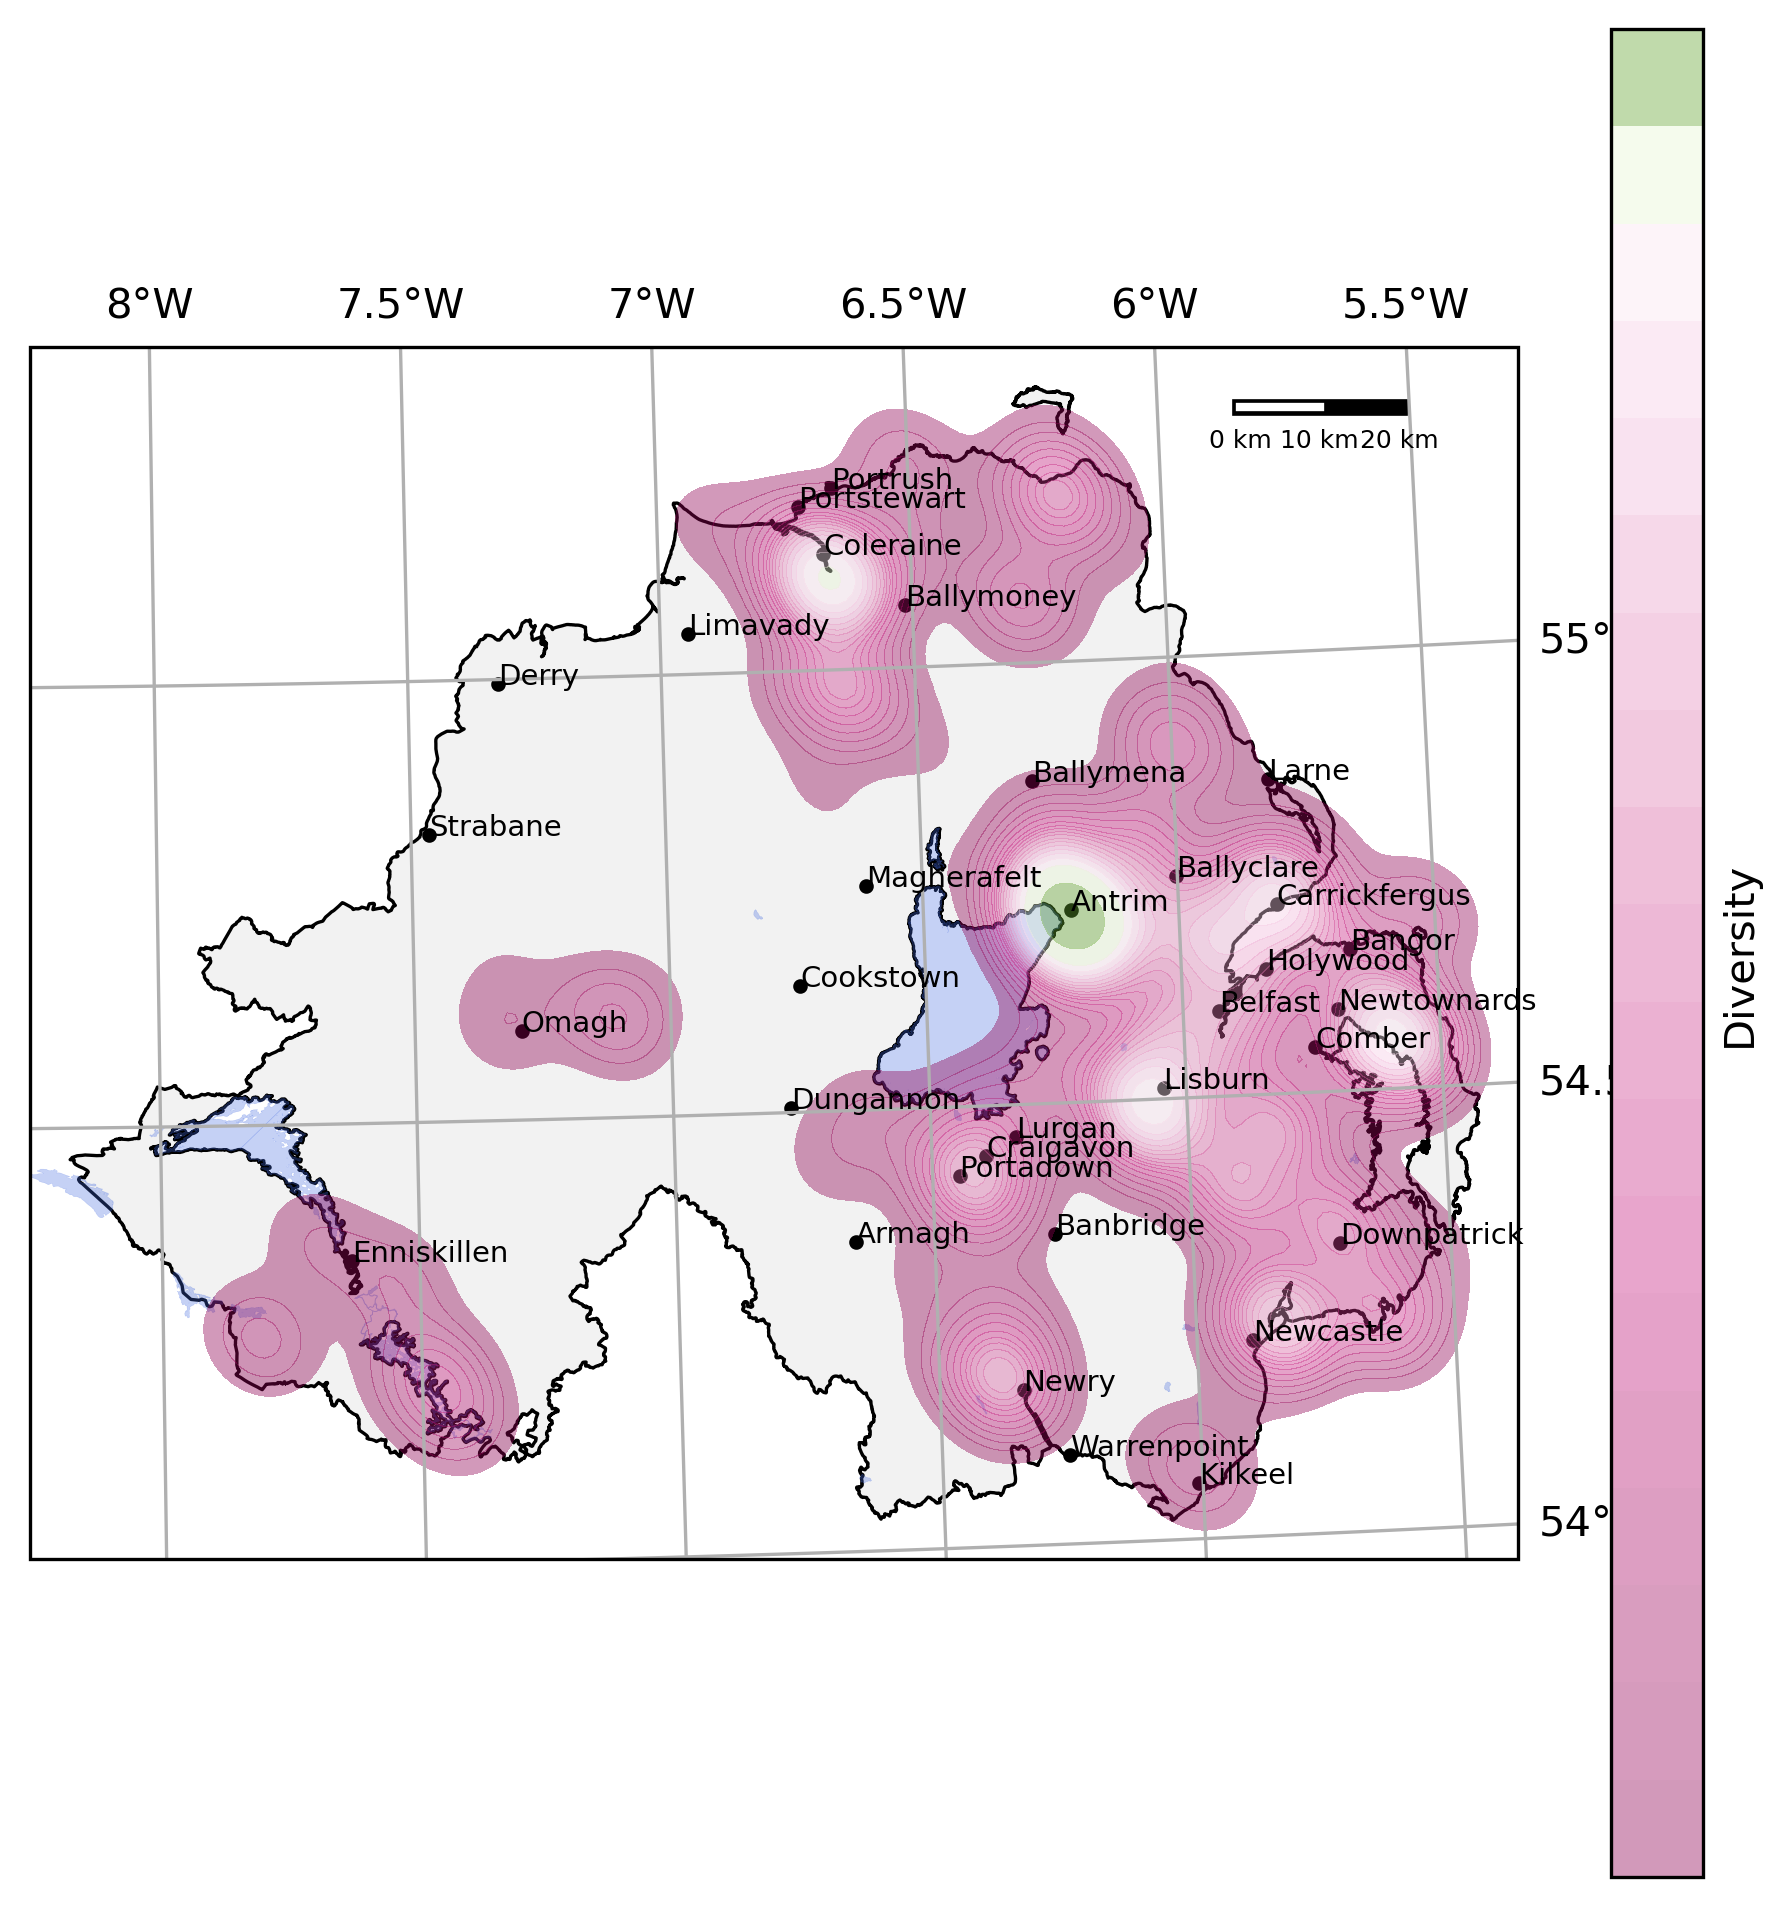 8°W 7.5°W 7°W 6.5°W 6°W 5.5°W
0 km 10 km 20 km
Portrush
Portstewart
Coleraine
Ballymoney
Limavady
55°
Derry
Ballymena
Larne
Strabane
Ballyclare
Magherafelt
Carrickfergus
Antrim
Bangor
Holywood
Cookstown
Newtownards
Belfast
Omagh
Comber
Lisburn
54.5
Dungannon
Lurgan
Craigavon
Portadown
Banbridge
Armagh
Downpatrick
Enniskillen
Newcastle
Newry
Warrenpoint
Kilkeel
54°
Diversity